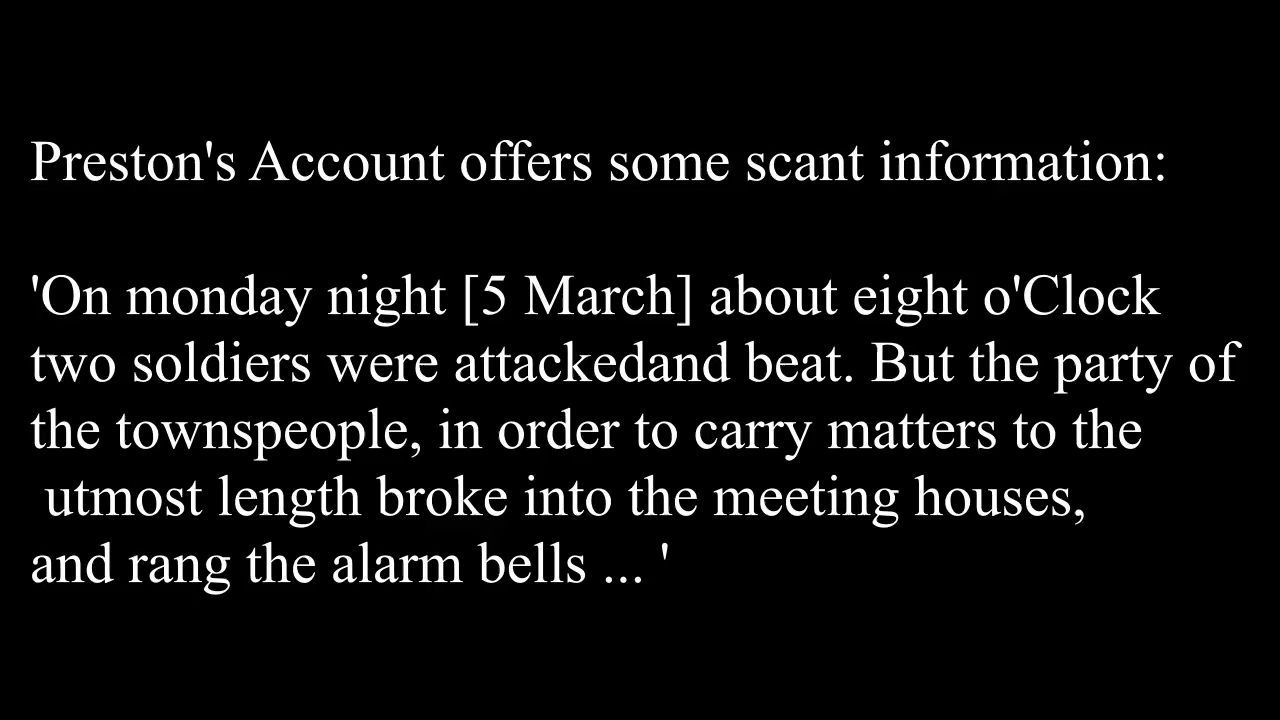 Preston's Account offers some scant information:
'On monday night [5 March] about eight o'Clock
two soldiers were attackedand beat. But the party of
the townspeople, in order to carry matters to the
utmost length broke into the meeting houses,
and rang the alarm bells ... '